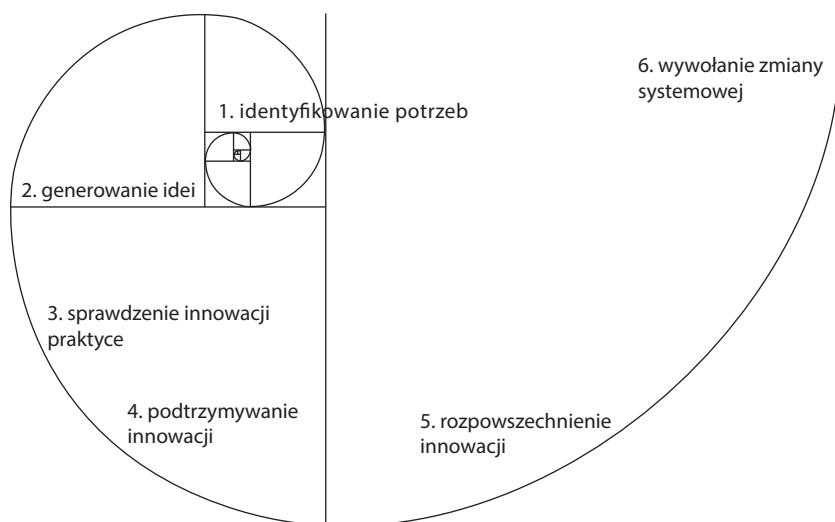 1. identyfikowanie potrzeb
2. generowanie idei
3. sprawdzenie innowacji
praktyce
4. podtrzymywanie
innowacji
5. rozpowszechnienie
innowacji
6. wywołanie zmiany
systemowej